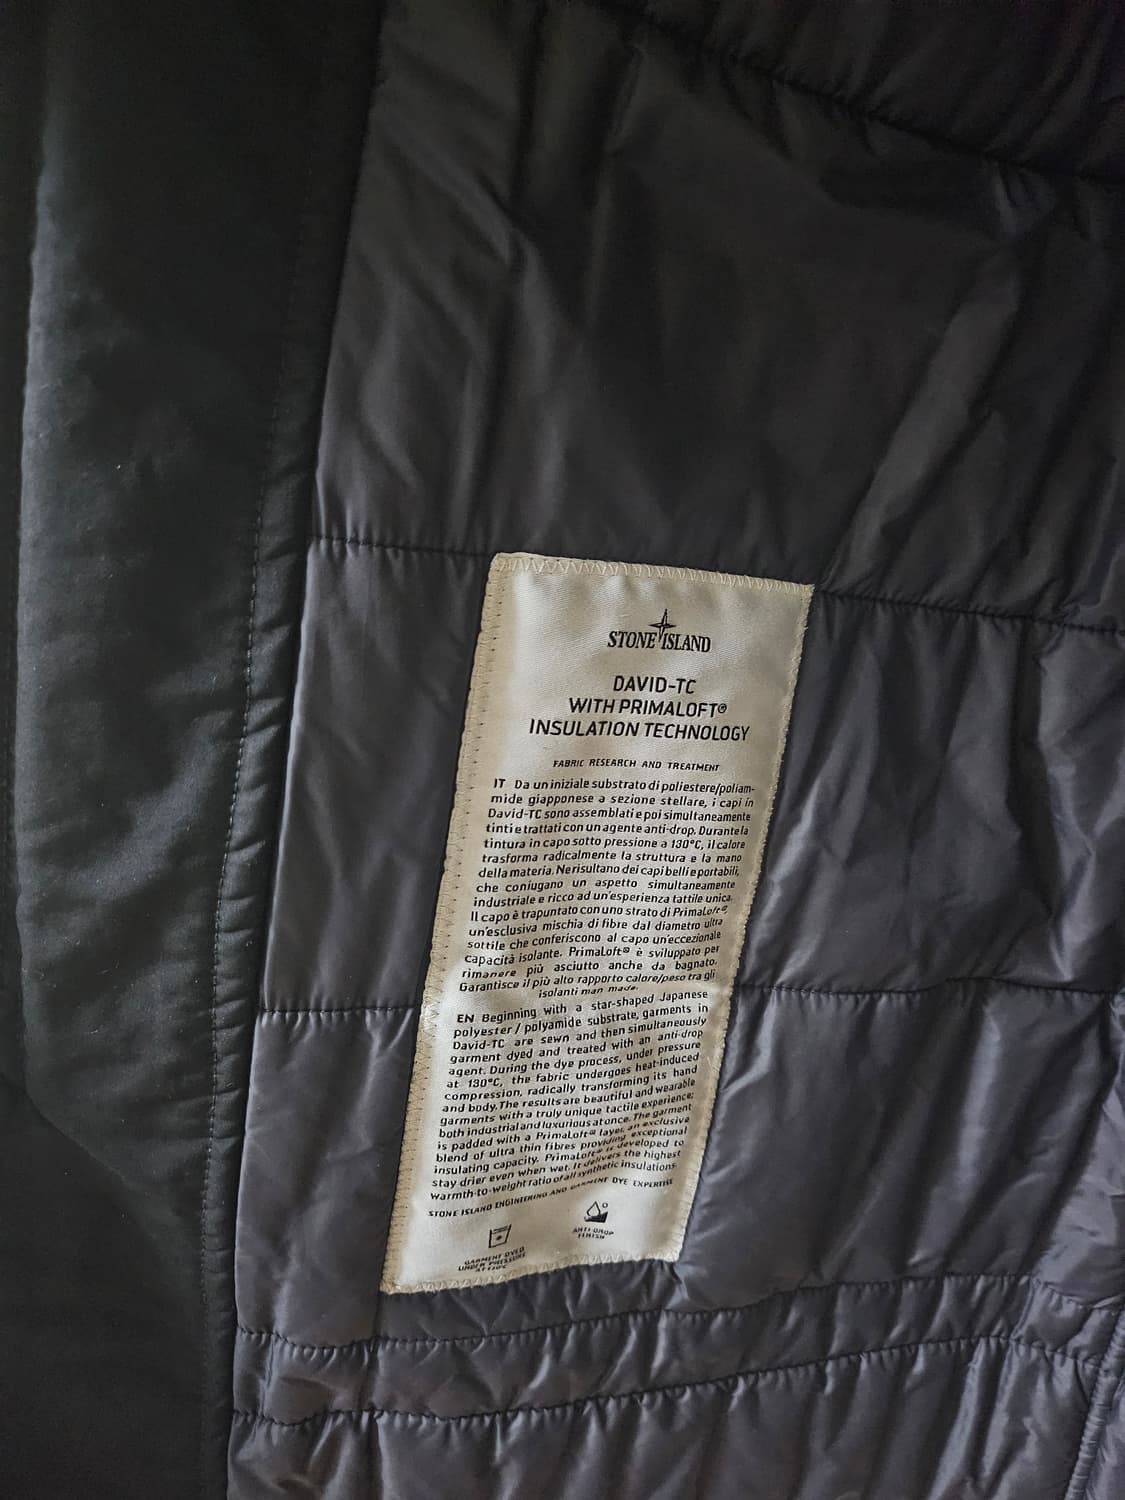 STONE ISLAND
DAVID-TC
WITH PRIMALOFT®
INSULATION TECHNOLOGY
FABRIC RESEARCH AND TREATMENT
IT Da un iniziale substrato di poliestere/poliam-
mide giapponese a sezione stellare, i capi in
David-TC sono assemblati e poi simultaneamente
tinti e trattati con un agente anti-drop. Durante la
tintura in capo sotto pressione a 130°C, il calore
trasforma radicalmente la struttura e la mano
della materia. Ne risultano dei capi belli e portabili,
che coniugano un aspetto simultaneamente
industriale e ricco ad un'esperienza tattile unica.
Il capo è trapuntato con uno strato di PrimaLoft®,
un'esclusiva mischia di fibre dal diametro ultra
sottile che conferiscono al capo un'eccezionale
capacità isolante. PrimaLoft® è sviluppato per
rimanere più asciutto anche da bagnato.
Garantisce il più alto rapporto calore/peso tra gli
isolanti man made.
EN Beginning with a star-shaped Japanese
polyester / polyamide substrate, garments in
David-TC are sewn and then simultaneously
garment dyed and treated with an anti-drop
agent. During the dye process, under pressure
at 130°C, the fabric undergoes heat-induced
compression, radically transforming its hand
and body. The results are beautiful and wearable
garments with a truly unique tactile experience;
both industrial and luxurious at once. The garment
is padded with a PrimaLoft® layer, an exclusive
blend of ultra thin fibres providing exceptional
insulating capacity. PrimaLoft® is developed to
stay drier even when wet. It delivers the highest
warmth-to-weight ratio of all synthetic insulations.
STONE ISLAND ENGINEERING AND GARMENT DYE EXPERTISE
GARMENT DYED
UNDER PRESSURE
AT 130°C
ANTI-DROP
FINISH